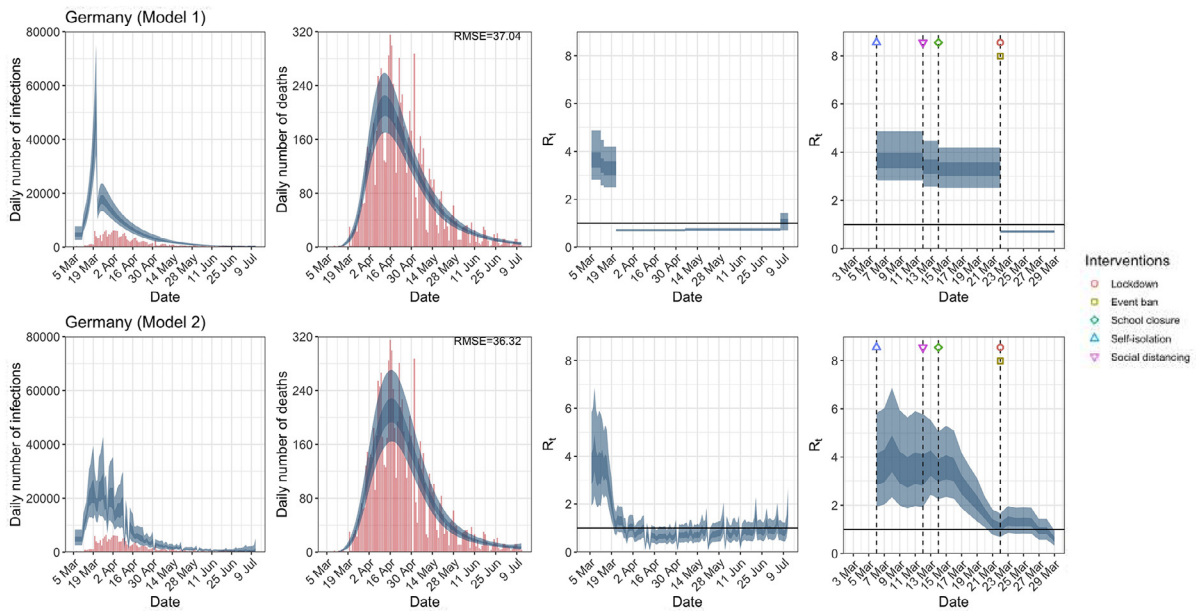 Germany (Model 1)
Daily number of infections
80000
60000
40000
20000
0
5 Mar
19 Mar
2 Apr
16 Apr
30 Apr
14 May
28 May
11 Jun
25 Jun
9 Jul
Date
Daily number of deaths
320
240
160
80
0
RMSE=37.04
5 Mar
19 Mar
2 Apr
16 Apr
30 Apr
14 May
28 May
11 Jun
25 Jun
9 Jul
Date
Rt
8
6
4
2
0
5 Mar
19 Mar
2 Apr
16 Apr
30 Apr
14 May
28 May
11 Jun
25 Jun
9 Jul
Date
Rt
8
6
4
2
0
3 Mar
5 Mar
7 Mar
9 Mar
11 Mar
13 Mar
15 Mar
17 Mar
19 Mar
21 Mar
23 Mar
25 Mar
27 Mar
29 Mar
Date
Germany (Model 2)
Daily number of infections
80000
60000
40000
20000
0
5 Mar
19 Mar
2 Apr
16 Apr
30 Apr
14 May
28 May
11 Jun
25 Jun
9 Jul
Date
Daily number of deaths
320
240
160
80
0
RMSE=36.32
5 Mar
19 Mar
2 Apr
16 Apr
30 Apr
14 May
28 May
11 Jun
25 Jun
9 Jul
Date
Rt
8
6
4
2
0
5 Mar
19 Mar
2 Apr
16 Apr
30 Apr
14 May
28 May
11 Jun
25 Jun
9 Jul
Date
Rt
8
6
4
2
0
3 Mar
5 Mar
7 Mar
9 Mar
11 Mar
13 Mar
15 Mar
17 Mar
19 Mar
21 Mar
23 Mar
25 Mar
27 Mar
29 Mar
Date
Interventions
Lockdown
Event ban
School closure
Self-isolation
Social distancing